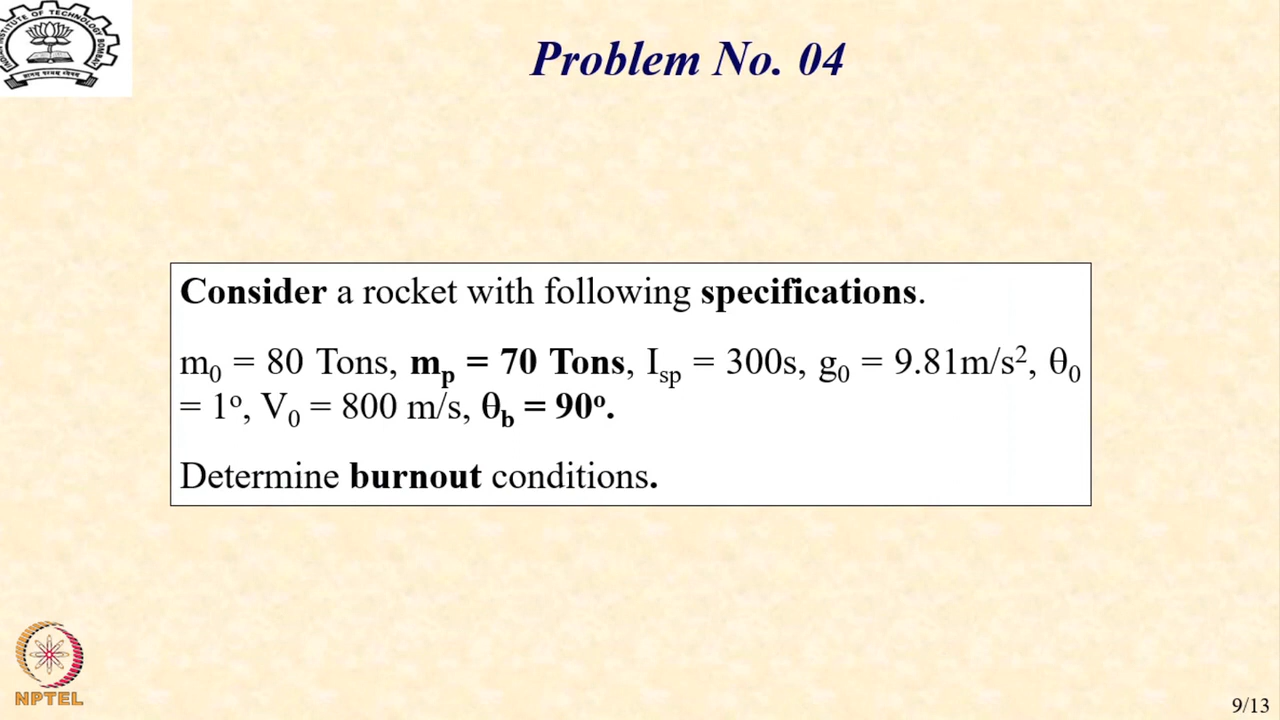 Problem No. 04
Consider a rocket with following specifications.
m₀ = 80 Tons, mₚ = 70 Tons, Iₛₚ = 300s, g₀ = 9.81m/s², θ₀
= 1º, V₀ = 800 m/s, θb = 90º.
Determine burnout conditions.
NPTEL
9/13